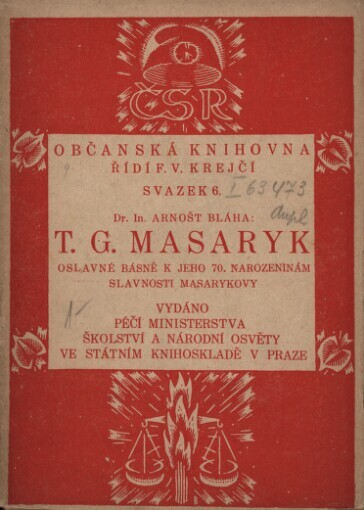 ČSR
OBČANSKÁ KNIHOVNA
ŘÍDÍ F. V. KREJČÍ
SVAZEK 6.
I 63473
Dr. In. ARNOŠT BLÁHA:
T. G. MASARYK
OSLAVNÉ BÁSNĚ K JEHO 70. NAROZENINÁM
SLAVNOSTI MASARYKOVY
VYDÁNO
PÉČÍ MINISTERSTVA
ŠKOLSTVÍ A NÁRODNÍ OSVĚTY
VE STÁTNÍM KNIHOSKLADĚ V PRAZE